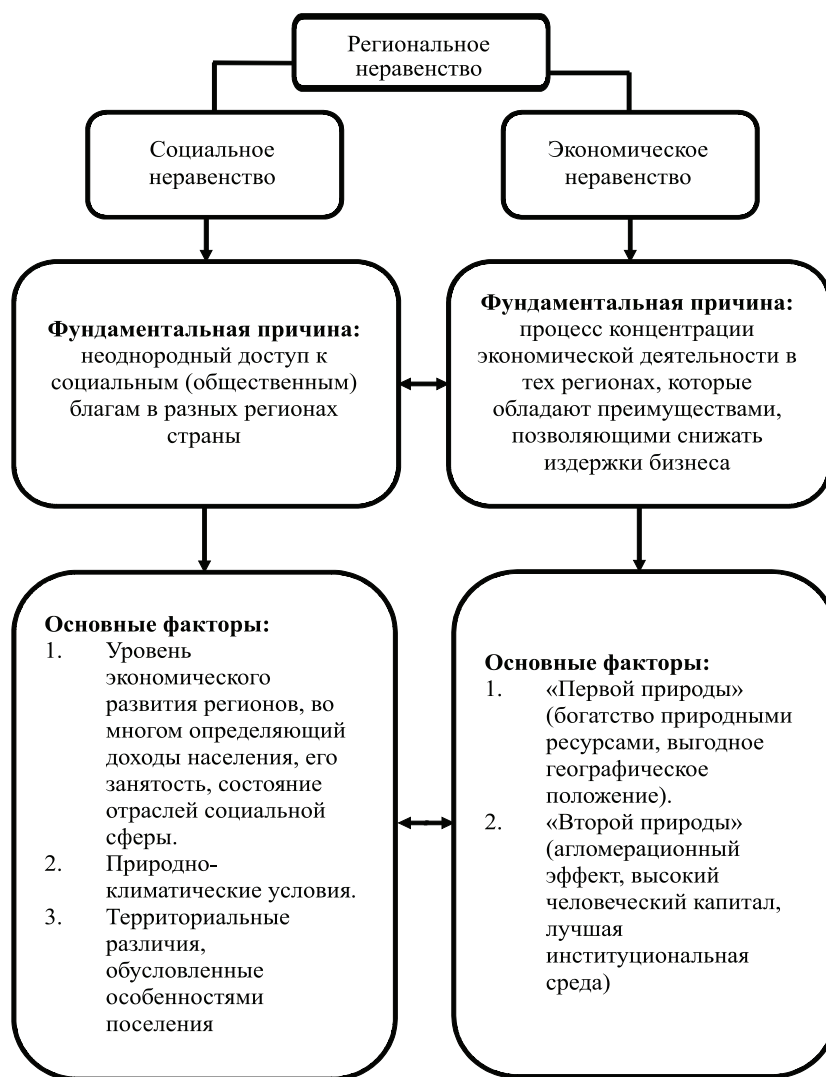 Региональное
неравенство
Социальное
неравенство
Экономическое
неравенство
Фундаментальная причина:
неоднородный доступ к
социальным (общественным)
благам в разных регионах
страны
Фундаментальная причина:
процесс концентрации
экономической деятельности в
тех регионах, которые
обладают преимуществами,
позволяющими снижать
издержки бизнеса
Основные факторы:
1. Уровень
экономического
развития регионов, во
многом определяющий
доходы населения, его
занятость, состояние
отраслей социальной
сферы.
2. Природно-
климатические условия.
3. Территориальные
различия,
обусловленные
особенностями
поселения
Основные факторы:
1. «Первой природы»
(богатство природными
ресурсами, выгодное
географическое
положение).
2. «Второй природы»
(агломерационный
эффект, высокий
человеческий капитал,
лучшая
институциональная
среда)